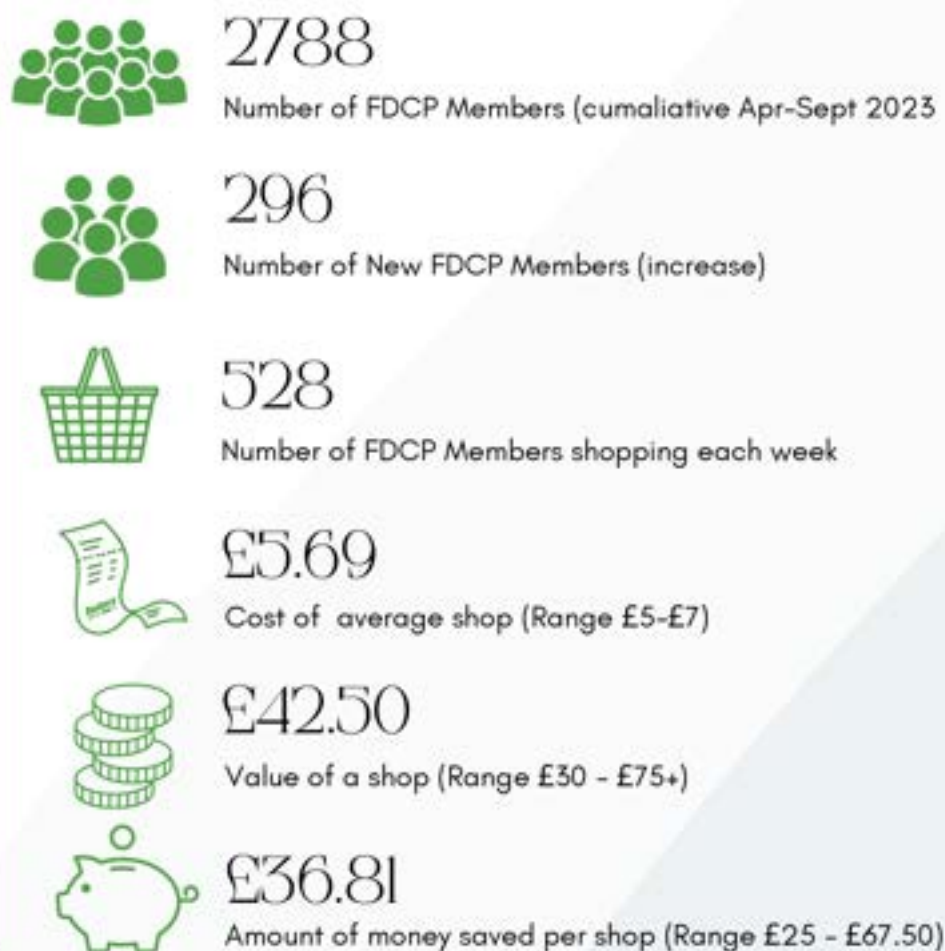 2788
Number of FDCP Members (cumaliative Apr-Sept 2023
296
Number of New FDCP Members (increase)
528
Number of FDCP Members shopping each week
£5.69
Cost of average shop (Range £5-£7)
£42.50
Value of a shop (Range £30 - £75+)
£36.81
Amount of money saved per shop (Range £25 - £67.50)